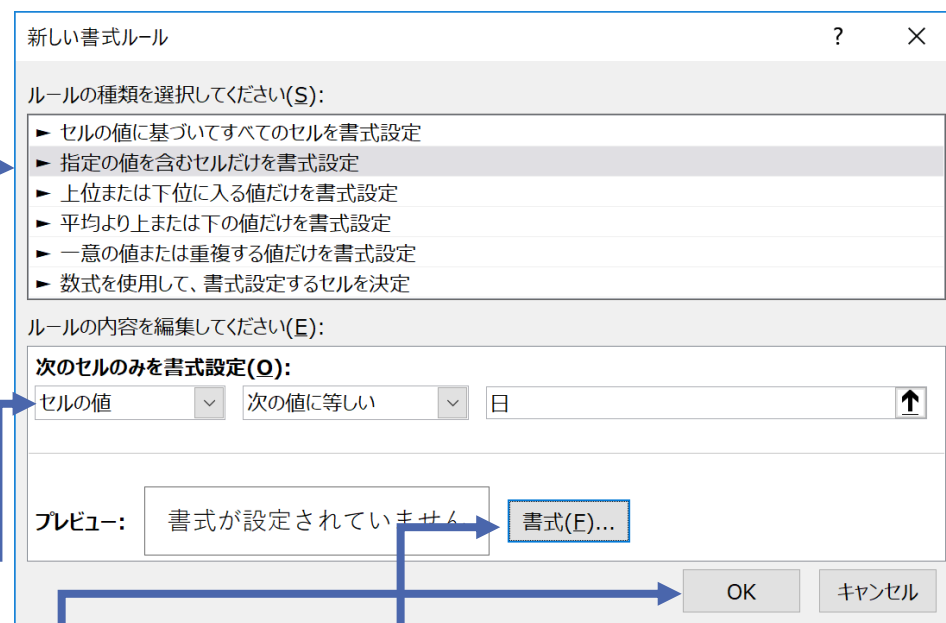 新しい書式ルール ?
ルールの種類を選択してください(S):
► セルの値に基づいてすべてのセルを書式設定
► 指定の値を含むセルだけを書式設定
► 上位または下位に入る値だけを書式設定
► 平均より上または下の値だけを書式設定
► 一意の値または重複する値だけを書式設定
► 数式を使用して、書式設定するセルを決定
ルールの内容を編集してください(E):
次のセルのみを書式設定(O):
セルの値 次の値に等しい 日
プレビュー: 書式が設定されていません 書式(F)...
OK キャンセル